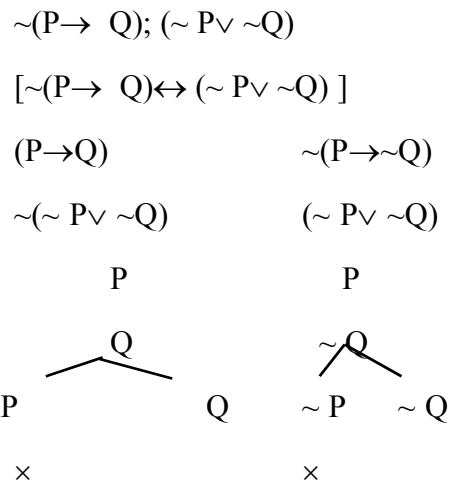 ~(P→ Q); (~ P∨ ~Q)
[~(P→ Q)↔ (~ P∨ ~Q) ]
(P→Q) ~(P→~Q)
~(~ P∨ ~Q) (~ P∨ ~Q)
P P
Q ~ Q
P Q ~ P ~ Q
× ×